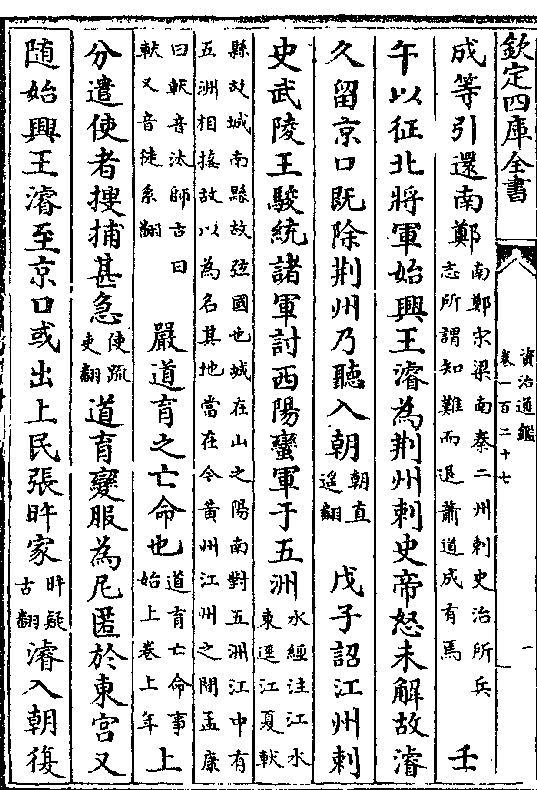 欽定四庫全書
資治通鑑
卷一百二十七
成等引還南鄭
南鄭宋梁南秦二州刺史治所兵
志所謂知難而退蕭道成有焉
壬
午以征北將軍始興王濬為荆州刺史帝怒未解故濬
久留京口既除荆州乃聽入朝
朝直
遥翻
戊子詔江州刺
史武陵王駿統諸軍討西陽蠻軍于五洲
水經注江水
東逕江夏軑
縣故城南縣故弦國也城在山之陽南對五洲江中有
五洲相接故以為名其地當在今黄州江州之間孟康
曰軑音汰師古曰
軑又音徒系翻
嚴道育之亡命也
道育亡命事
始上卷上年
上
分遣使者搜捕甚急
使疏
吏翻
道育變服為尼匿於東宮又
随始興王濬至京口或出上民張旿家
旿疑
古翻
濬入朝復